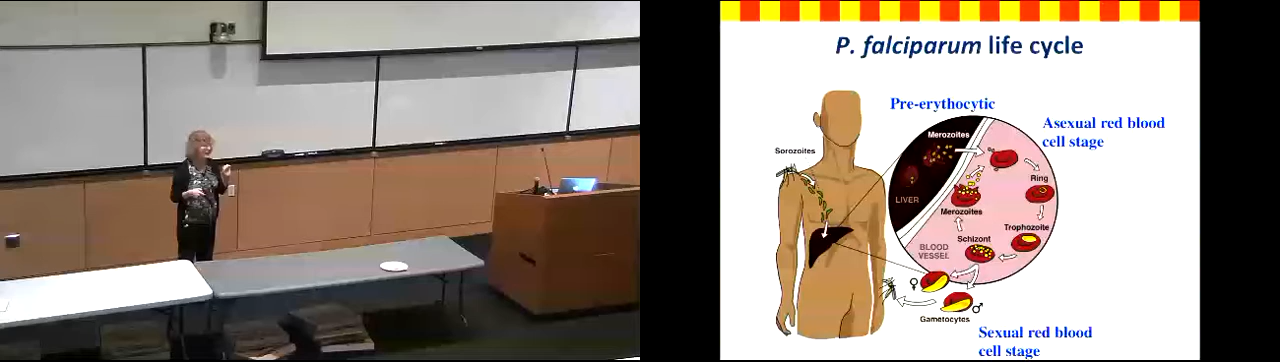 P. falciparum life cycle
Pre-erythocytic
Asexual red blood
cell stage
Merozoites
Sorozoites
Ring
LIVER
Merozoites
Trophozoite
Schizont
BLOOD
VESSEL
♀
♂
Gametocytes
Sexual red blood
cell stage